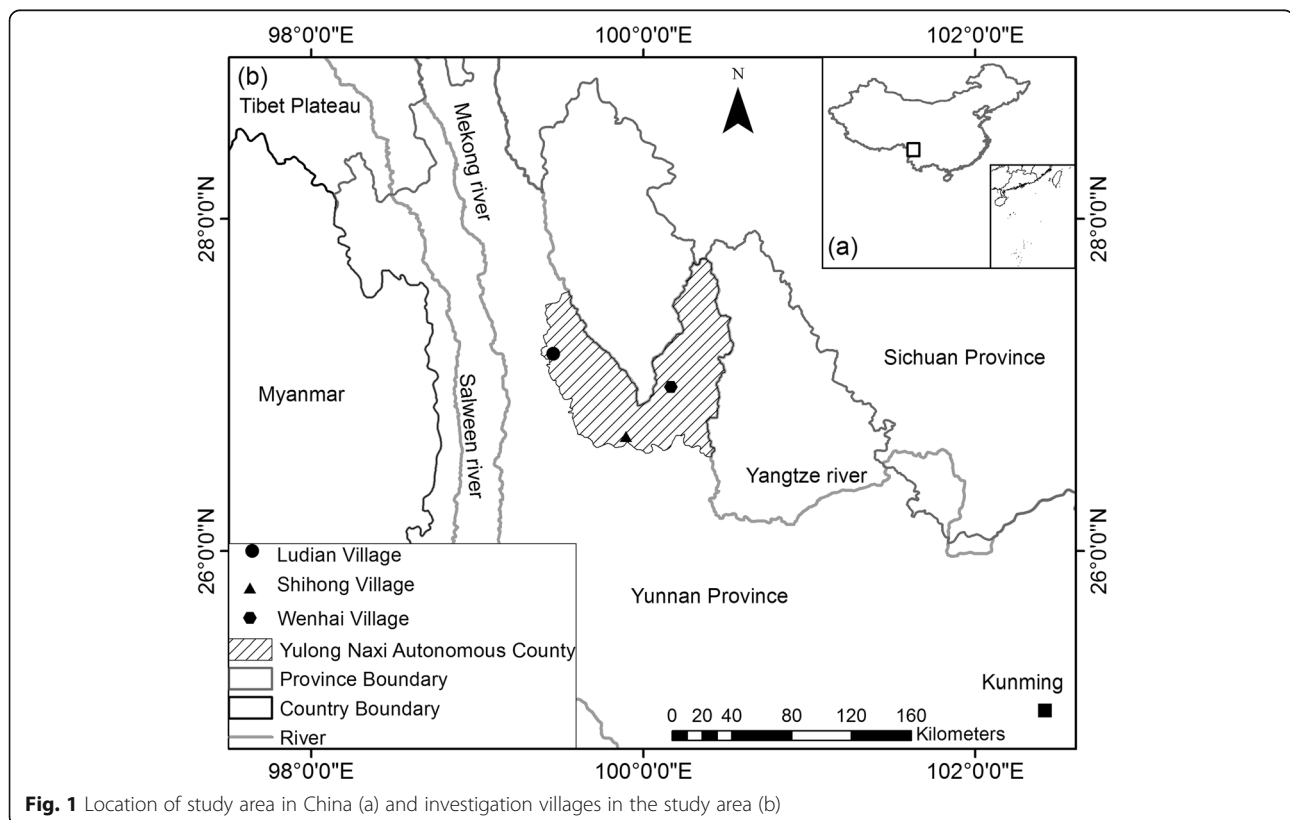 98°0'0"E 100°0'0"E 102°0'0"E
(b)
N
Tibet Plateau
Mekong river
28°0'0"N
28°0'0"N
(a)
Sichuan Province
Myanmar
Salween river
Yangtze river
26°0'0"N
26°0'0"N
Ludian Village
Shihong Village
Wenhai Village
Yulong Naxi Autonomous County
Province Boundary
Country Boundary
River
Yunnan Province
Kunming
0 20 40 80 120 160
Kilometers
98°0'0"E 100°0'0"E 102°0'0"E
Fig. 1 Location of study area in China (a) and investigation villages in the study area (b)